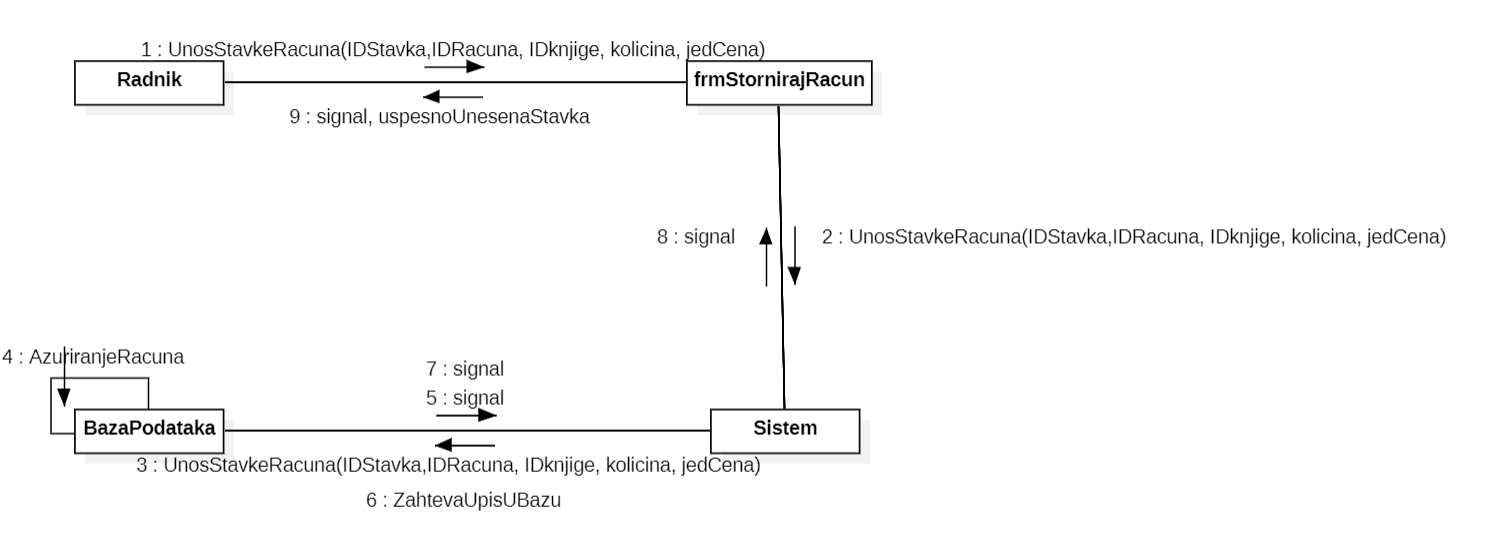 1 : UnosStavkeRacuna(IDStavka,IDRacuna, IDknjige, kolicina, jedCena)
Radnik
frmStornirajRacun
9 : signal, uspesnoUnesenaStavka
8 : signal
2 : UnosStavkeRacuna(IDStavka,IDRacuna, IDknjige, kolicina, jedCena)
4 : AzuriranjeRacuna
7 : signal
5 : signal
BazaPodataka
Sistem
3 : UnosStavkeRacuna(IDStavka,IDRacuna, IDknjige, kolicina, jedCena)
6 : ZahtevaUpisUBazu